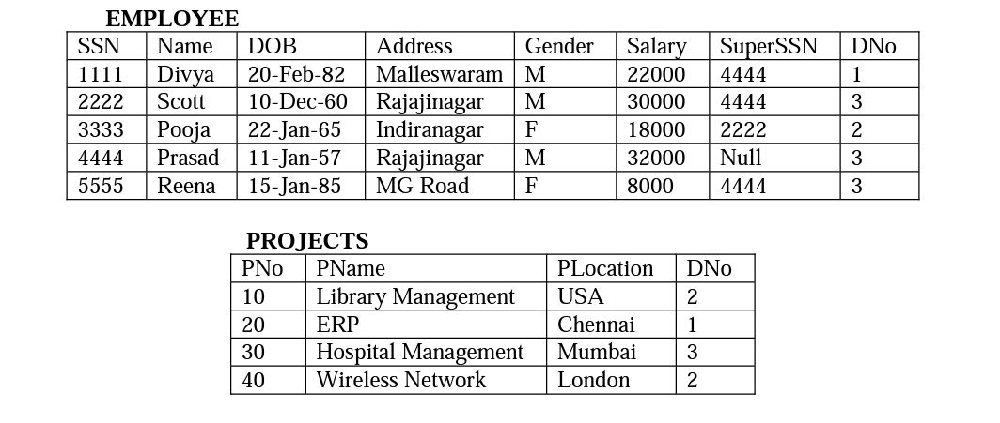 EMPLOYEE
SSN Name DOB Address Gender Salary SuperSSN DNo
1111 Divya 20-Feb-82 Malleswaram M 22000 4444 1
2222 Scott 10-Dec-60 Rajajinagar M 30000 4444 3
3333 Pooja 22-Jan-65 Indiranagar F 18000 2222 2
4444 Prasad 11-Jan-57 Rajajinagar M 32000 Null 3
5555 Reena 15-Jan-85 MG Road F 8000 4444 3
PROJECTS
PNo PName PLocation DNo
10 Library Management USA 2
20 ERP Chennai 1
30 Hospital Management Mumbai 3
40 Wireless Network London 2